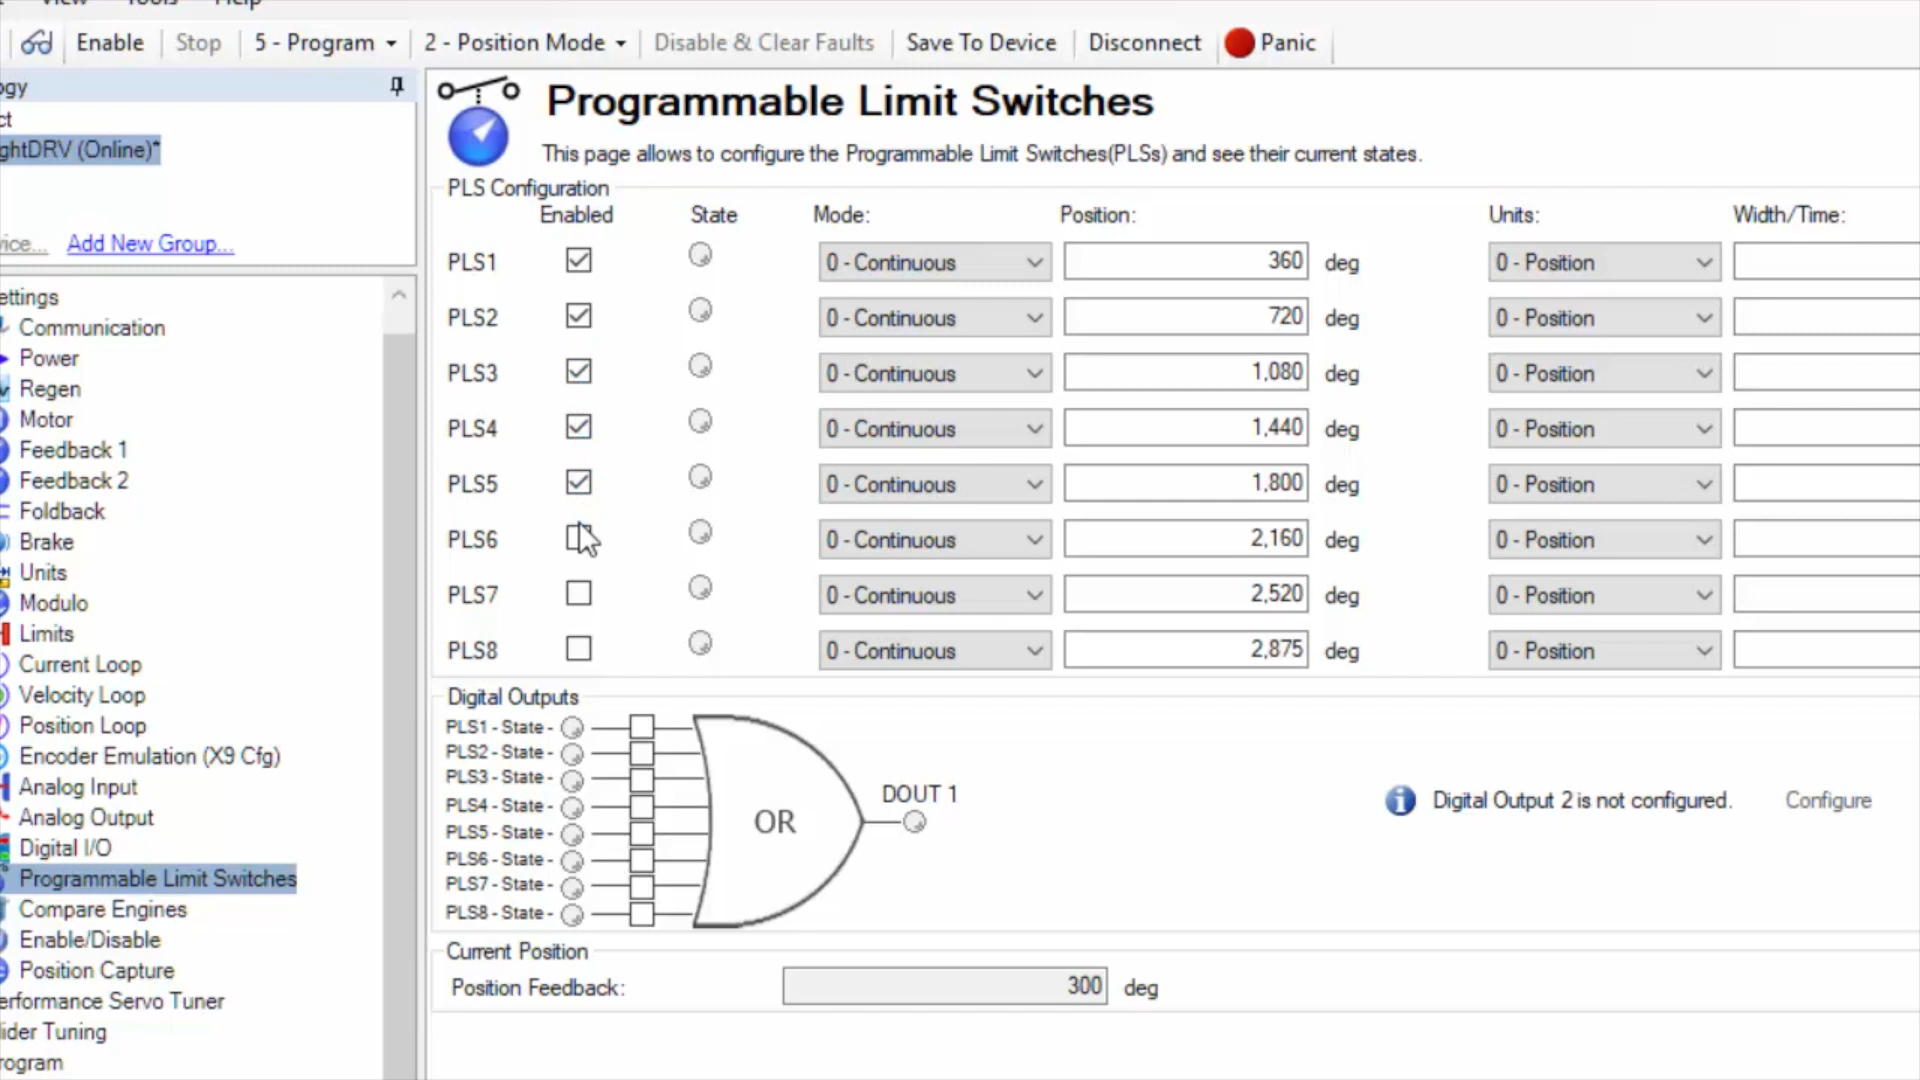 View Tools Help
Enable Stop 5 - Program 2 - Position Mode Disable & Clear Faults Save To Device Disconnect Panic
ogy
ct
ghtDRV (Online)*
vice... Add New Group...
ettings
Communication
Power
Regen
Motor
Feedback 1
Feedback 2
Foldback
Brake
Units
Modulo
Limits
Current Loop
Velocity Loop
Position Loop
Encoder Emulation (X9 Cfg)
Analog Input
Analog Output
Digital I/O
Programmable Limit Switches
Compare Engines
Enable/Disable
Position Capture
erformance Servo Tuner
lider Tuning
rogram
Programmable Limit Switches
This page allows to configure the Programmable Limit Switches(PLSs) and see their current states.
PLS Configuration
Enabled State Mode: Position: Units: Width/Time:
PLS1 0 - Continuous 360 deg 0 - Position
PLS2 0 - Continuous 720 deg 0 - Position
PLS3 0 - Continuous 1,080 deg 0 - Position
PLS4 0 - Continuous 1,440 deg 0 - Position
PLS5 0 - Continuous 1,800 deg 0 - Position
PLS6 0 - Continuous 2,160 deg 0 - Position
PLS7 0 - Continuous 2,520 deg 0 - Position
PLS8 0 - Continuous 2,875 deg 0 - Position
Digital Outputs
PLS1 - State -
PLS2 - State -
PLS3 - State -
PLS4 - State -
PLS5 - State -
PLS6 - State -
PLS7 - State -
PLS8 - State -
OR
DOUT 1
Digital Output 2 is not configured. Configure
Current Position
Position Feedback: 300 deg